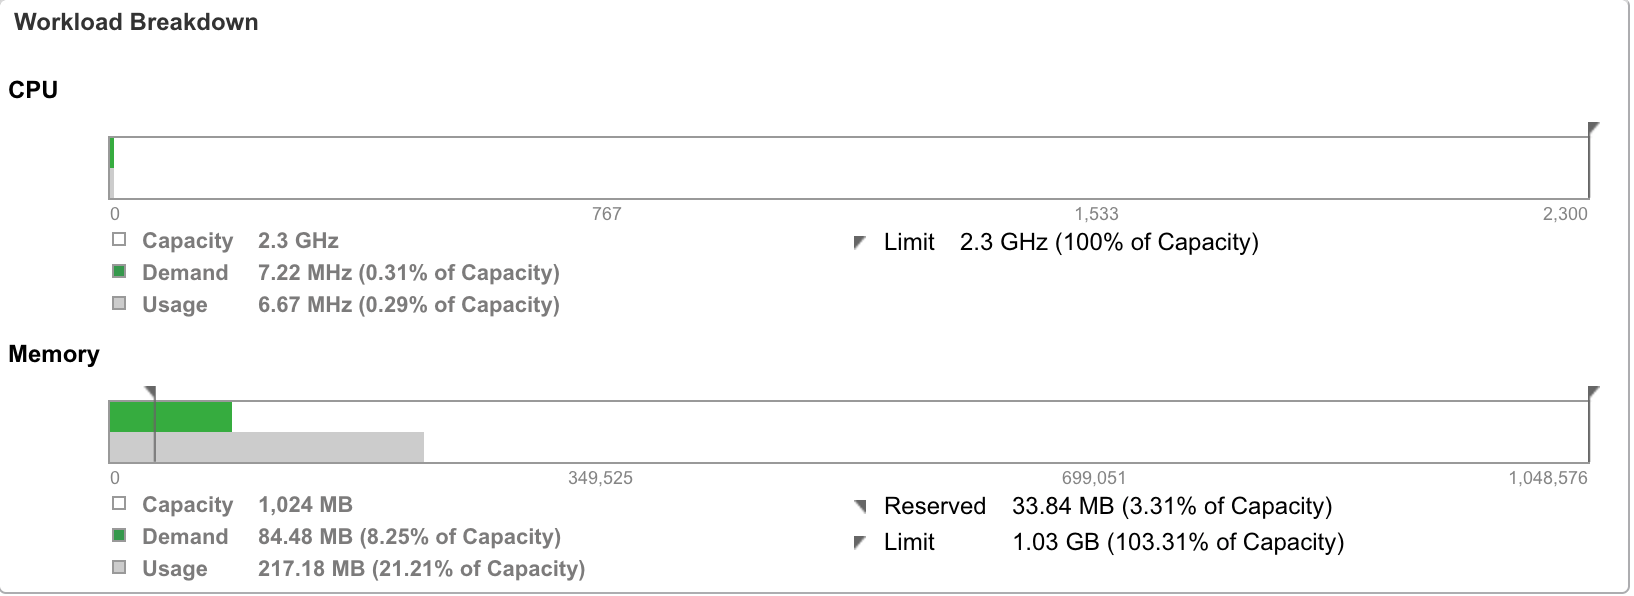 Workload Breakdown
CPU
0 767 1,533 2,300
Capacity 2.3 GHz Limit 2.3 GHz (100% of Capacity)
Demand 7.22 MHz (0.31% of Capacity)
Usage 6.67 MHz (0.29% of Capacity)
Memory
0 349,525 699,051 1,048,576
Capacity 1,024 MB Reserved 33.84 MB (3.31% of Capacity)
Demand 84.48 MB (8.25% of Capacity) Limit 1.03 GB (103.31% of Capacity)
Usage 217.18 MB (21.21% of Capacity)